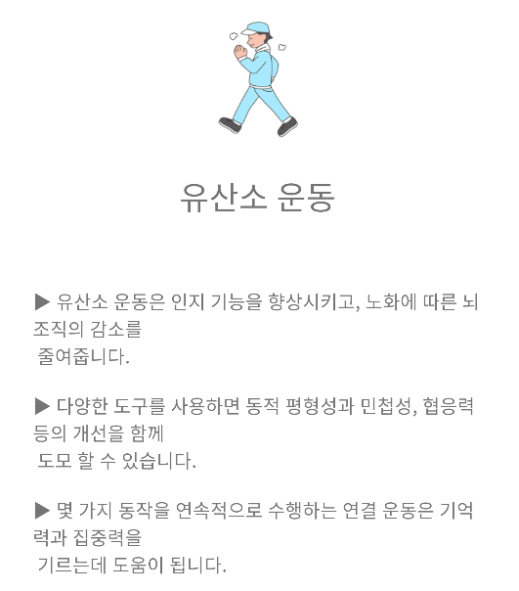 유산소 운동
▶ 유산소 운동은 인지 기능을 향상시키고, 노화에 따른 뇌
조직의 감소를
줄여줍니다.
▶ 다양한 도구를 사용하면 동적 평형성과 민첩성, 협응력
등의 개선을 함께
도모 할 수 있습니다.
▶ 몇 가지 동작을 연속적으로 수행하는 연결 운동은 기억
력과 집중력을
기르는데 도움이 됩니다.